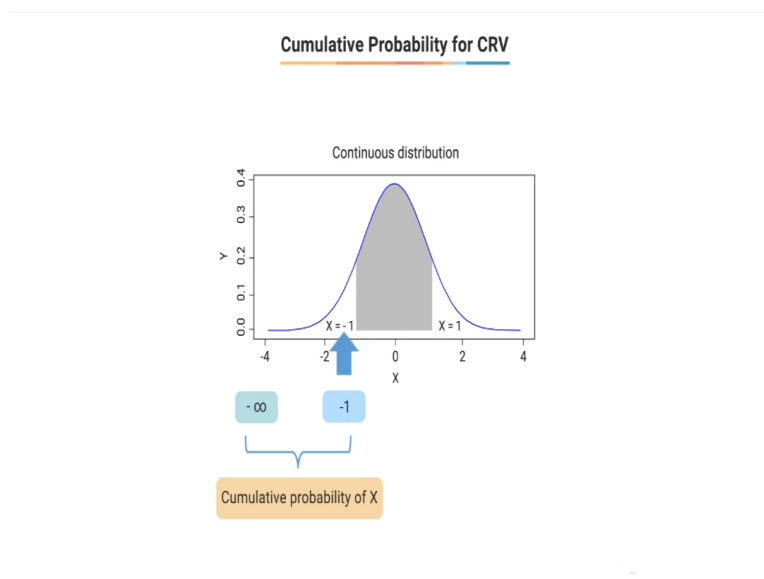 Cumulative Probability for CRV
Continuous distribution
0.4
0.3
0.2
0.1
0.0
Y
X = - 1
X = 1
-4 -2 0 2 4
X
- ∞
-1
Cumulative probability of X